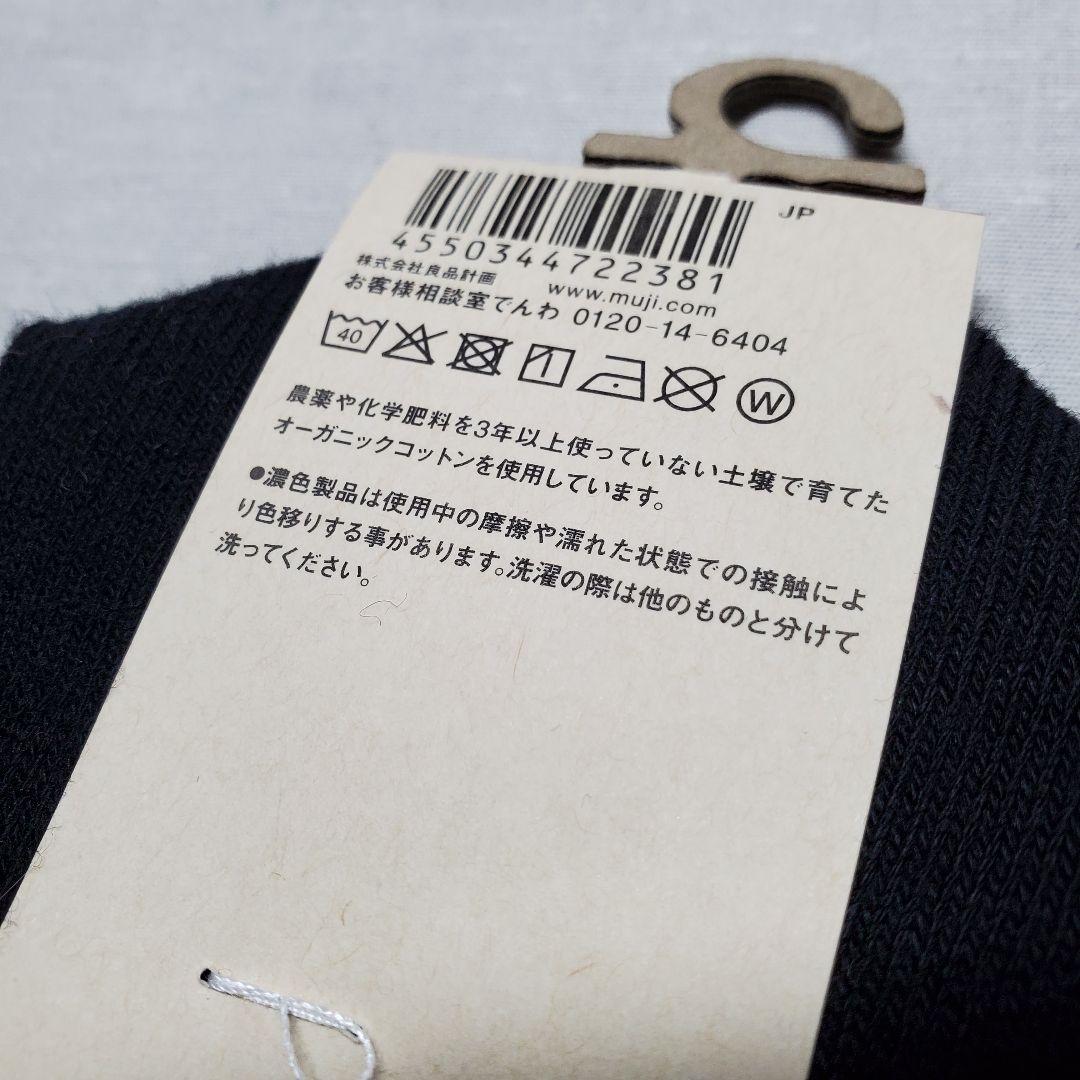 JP
4550344722381
株式会社良品計画 www.muji.com
お客様相談室でんわ 0120-14-6404
40 W
農薬や化学肥料を3年以上使っていない土壌で育てた
オーガニックコットンを使用しています。
●濃色製品は使用中の摩擦や濡れた状態での接触によ
り色移りする事があります。洗濯の際は他のものと分けて
洗ってください。